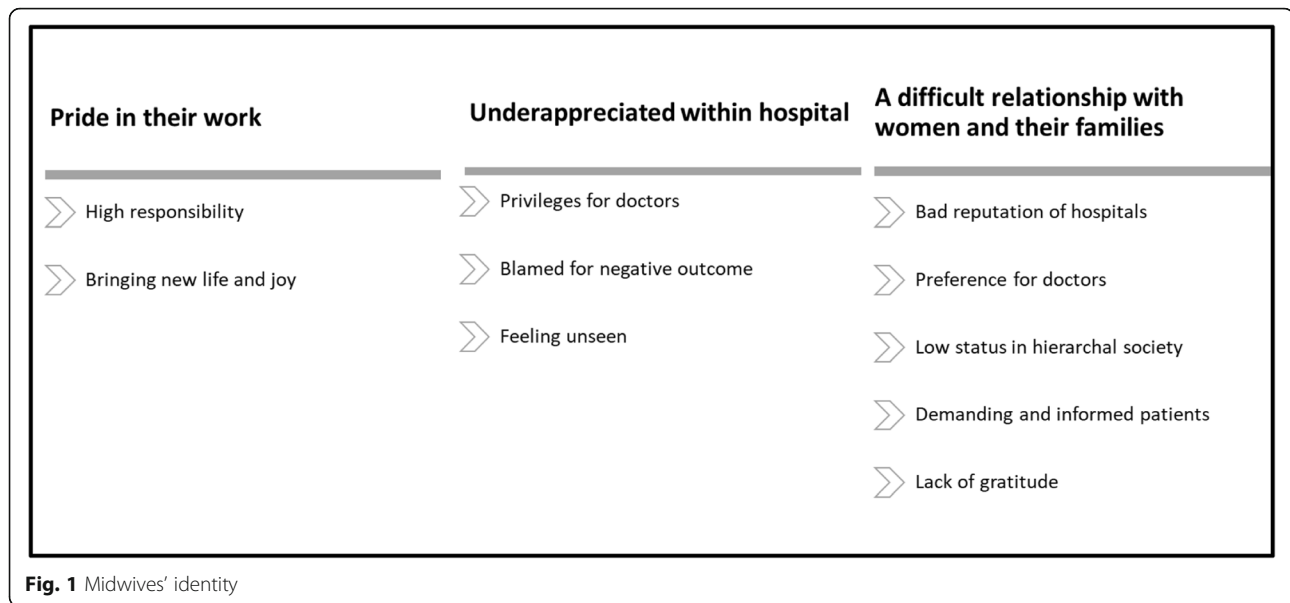 Pride in their work
High responsibility
Bringing new life and joy
Underappreciated within hospital
Privileges for doctors
Blamed for negative outcome
Feeling unseen
A difficult relationship with
women and their families
Bad reputation of hospitals
Preference for doctors
Low status in hierarchal society
Demanding and informed patients
Lack of gratitude
Fig. 1 Midwives’ identity